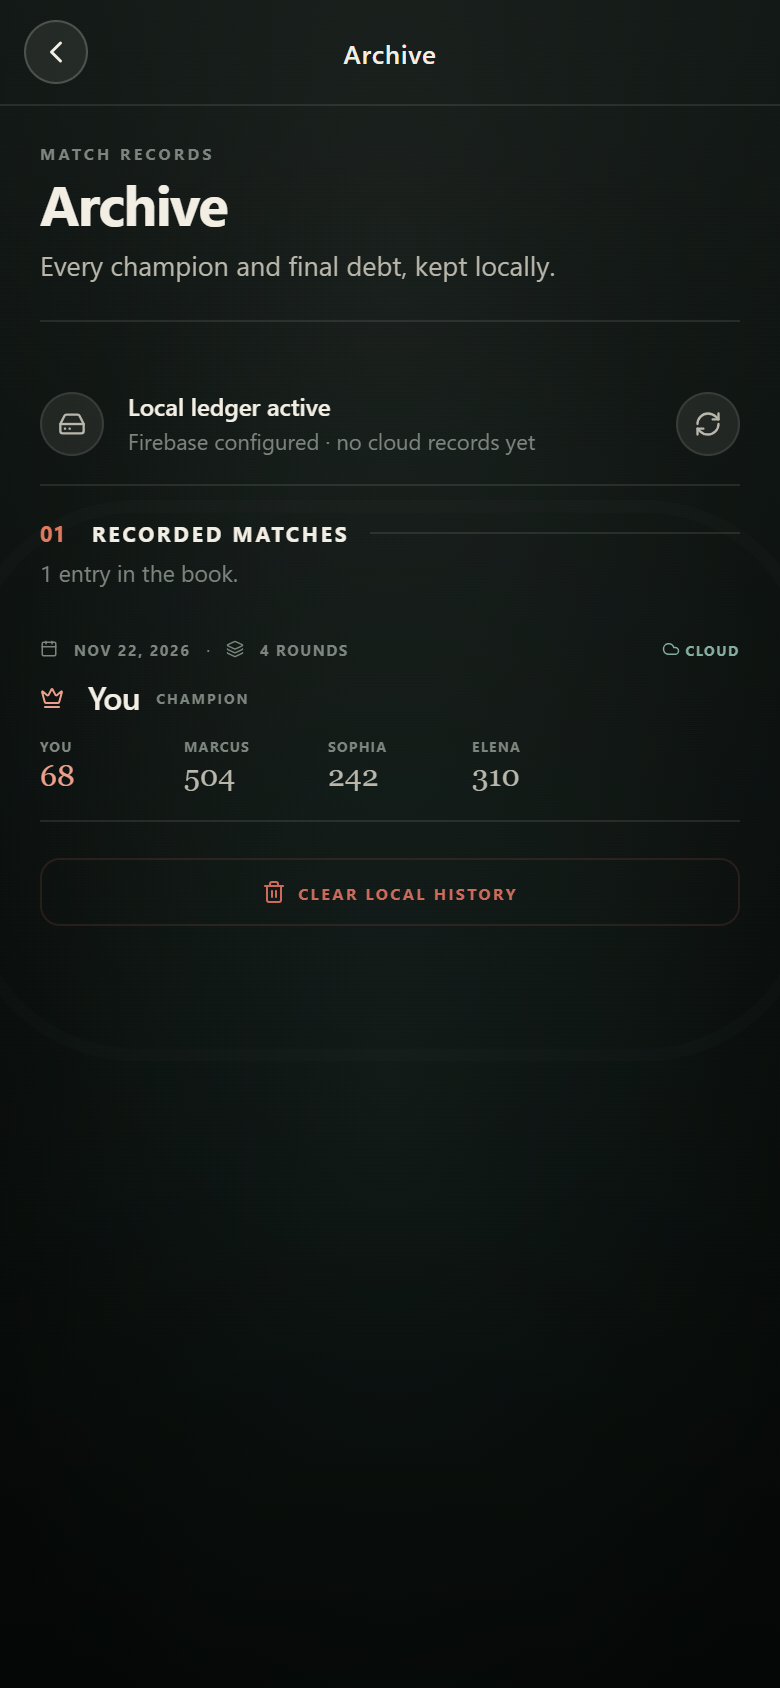 Archive
MATCH RECORDS
Archive
Every champion and final debt, kept locally.
Local ledger active
Firebase configured · no cloud records yet
01 RECORDED MATCHES
1 entry in the book.
NOV 22, 2026 · 4 ROUNDS CLOUD
You CHAMPION
YOU MARCUS SOPHIA ELENA
68 504 242 310
CLEAR LOCAL HISTORY